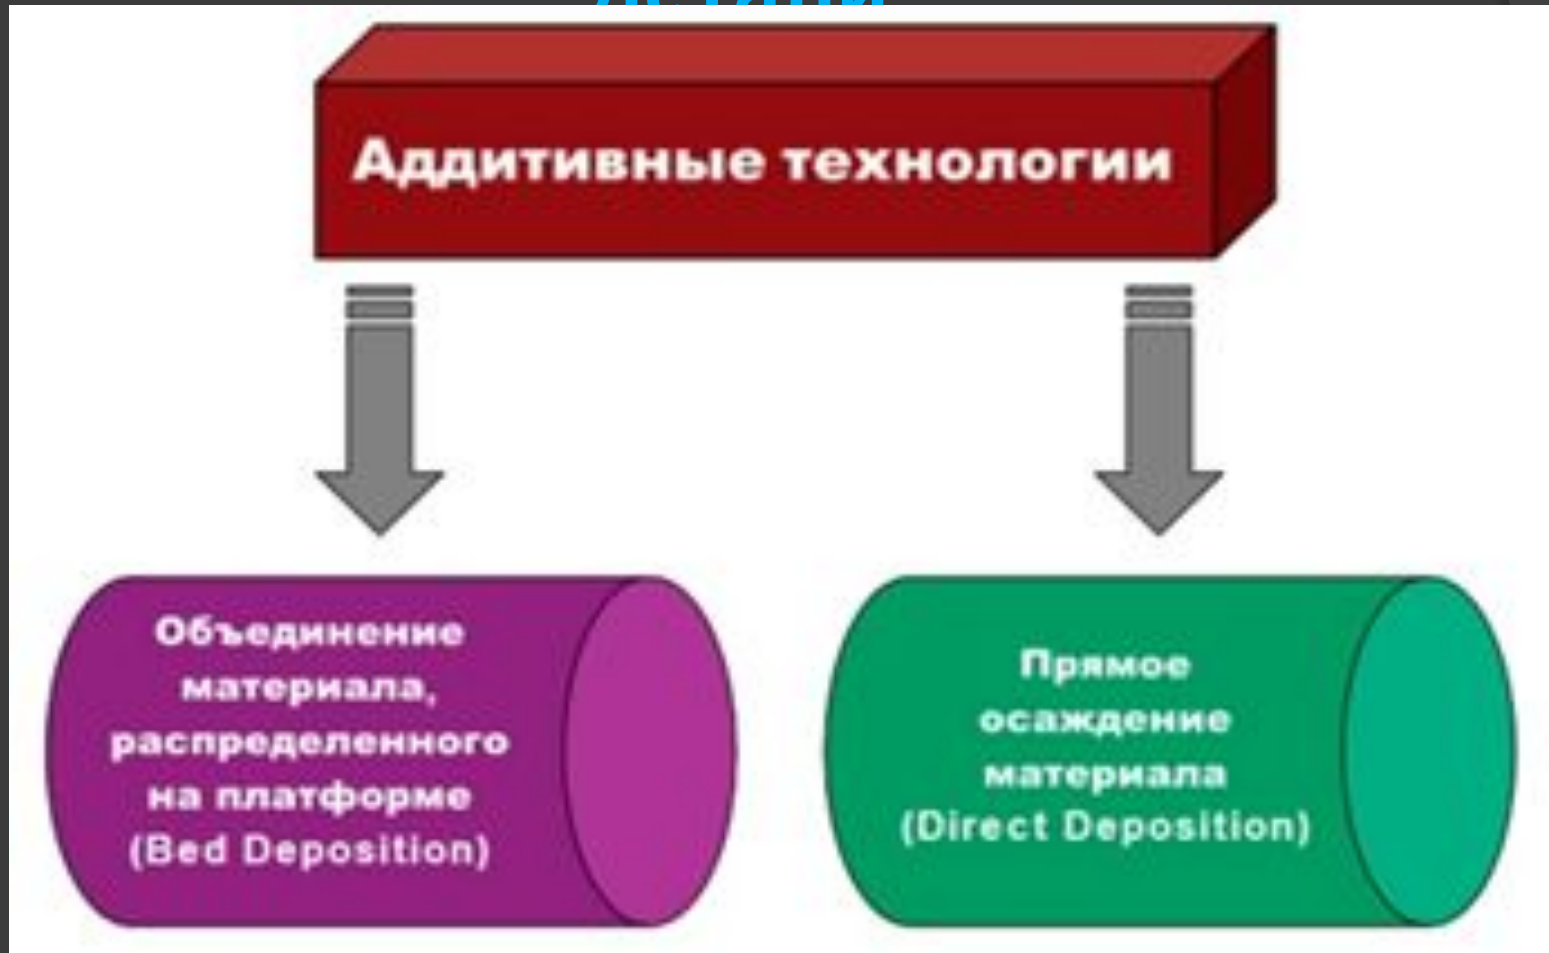 Аддитивные технологии
Объединение
материала,
распределенного
на платформе
(Bed Deposition)
Прямое
осаждение
материала
(Direct Deposition)